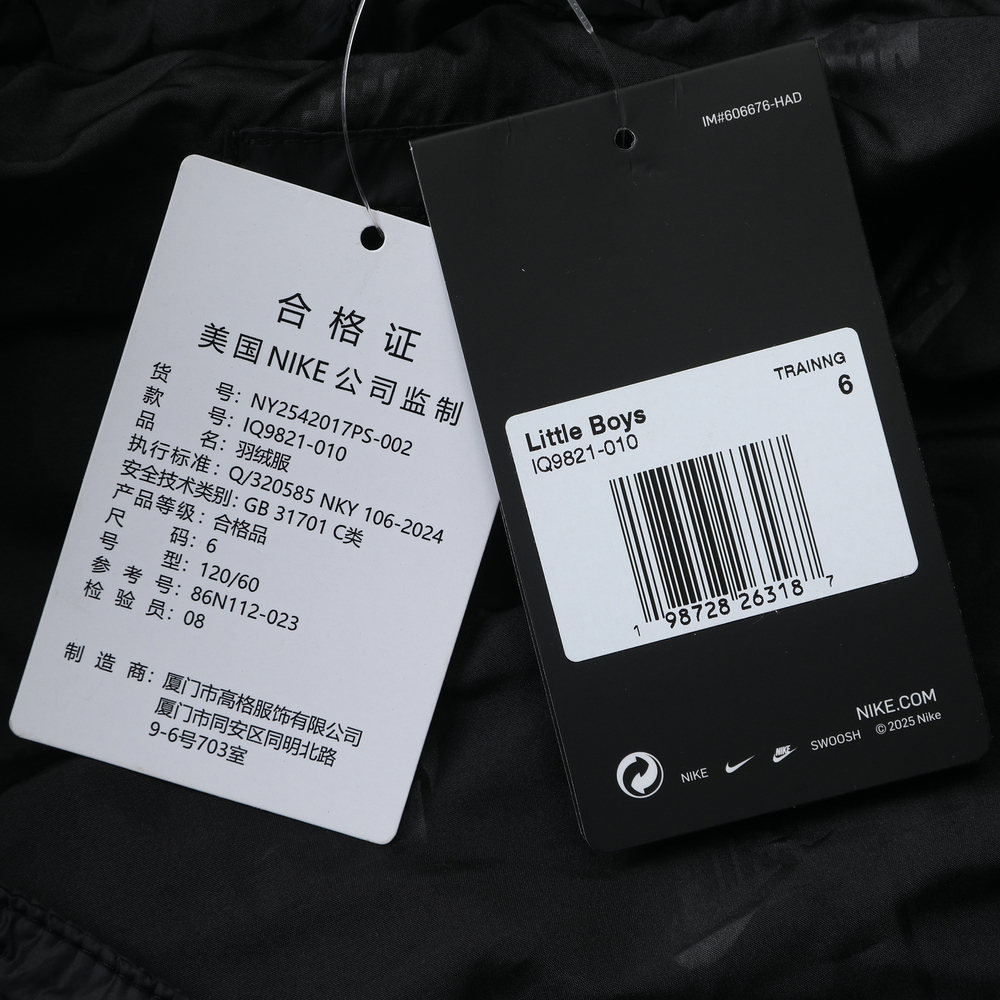 合格证
美国NIKE公司监制
货号：NY2542017PS-002
款号：IQ9821-010
品名：羽绒服
执行标准：Q/320585 NKY 106-2024
安全技术类别：GB 31701 C类
产品等级：合格品
尺码：6
号型：120/60
参考号：86N112-023
检验员：08
制造商：厦门市高格服饰有限公司
厦门市同安区同明北路
9-6号703室
IM#606676-HAD
TRAINNG
6
Little Boys
IQ9821-010
1 98728 26318 7
NIKE.COM
© 2025 Nike
NIKE NIKE SWOOSH